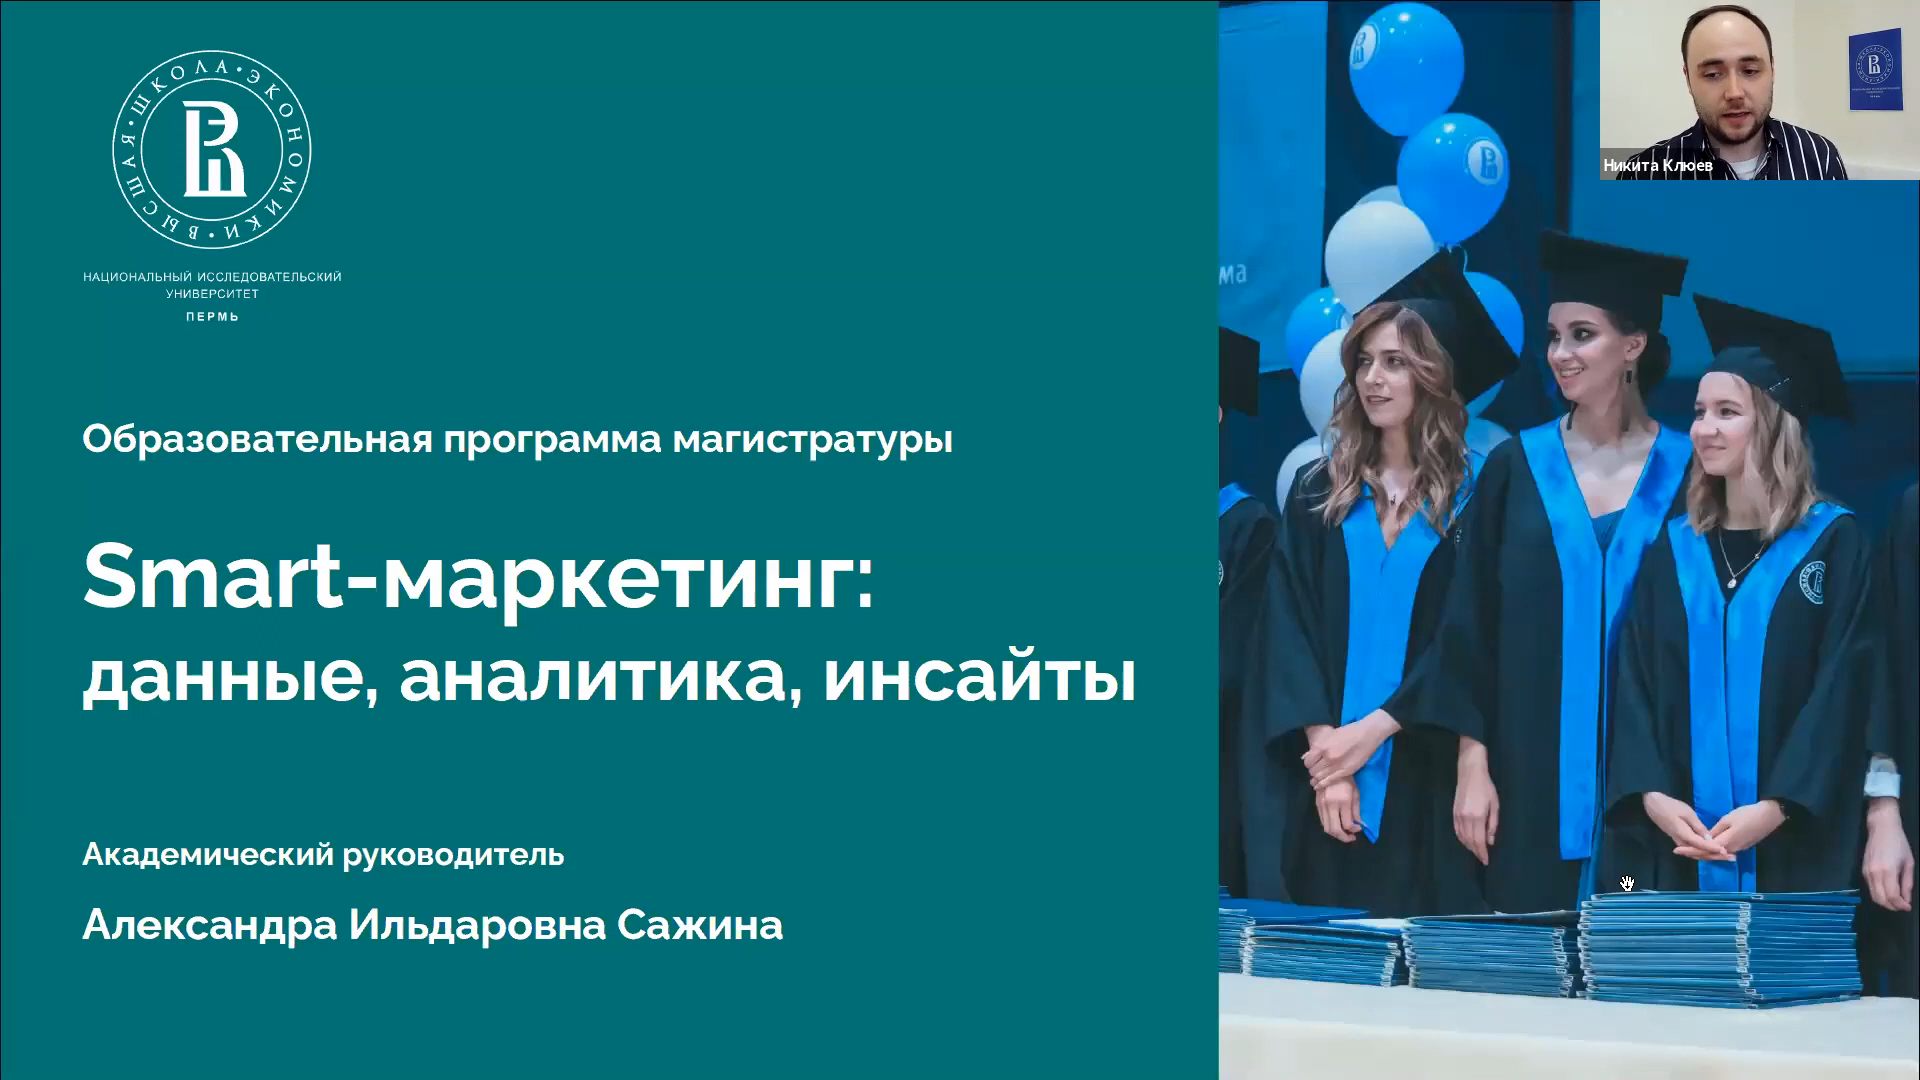 ВЫСШАЯ • ШКОЛА • ЭКОНОМИКИ •
НАЦИОНАЛЬНЫЙ ИССЛЕДОВАТЕЛЬСКИЙ
УНИВЕРСИТЕТ
ПЕРМЬ
Образовательная программа магистратуры
Smart-маркетинг:
данные, аналитика, инсайты
Академический руководитель
Александра Ильдаровна Сажина
ма
Никита Клюев